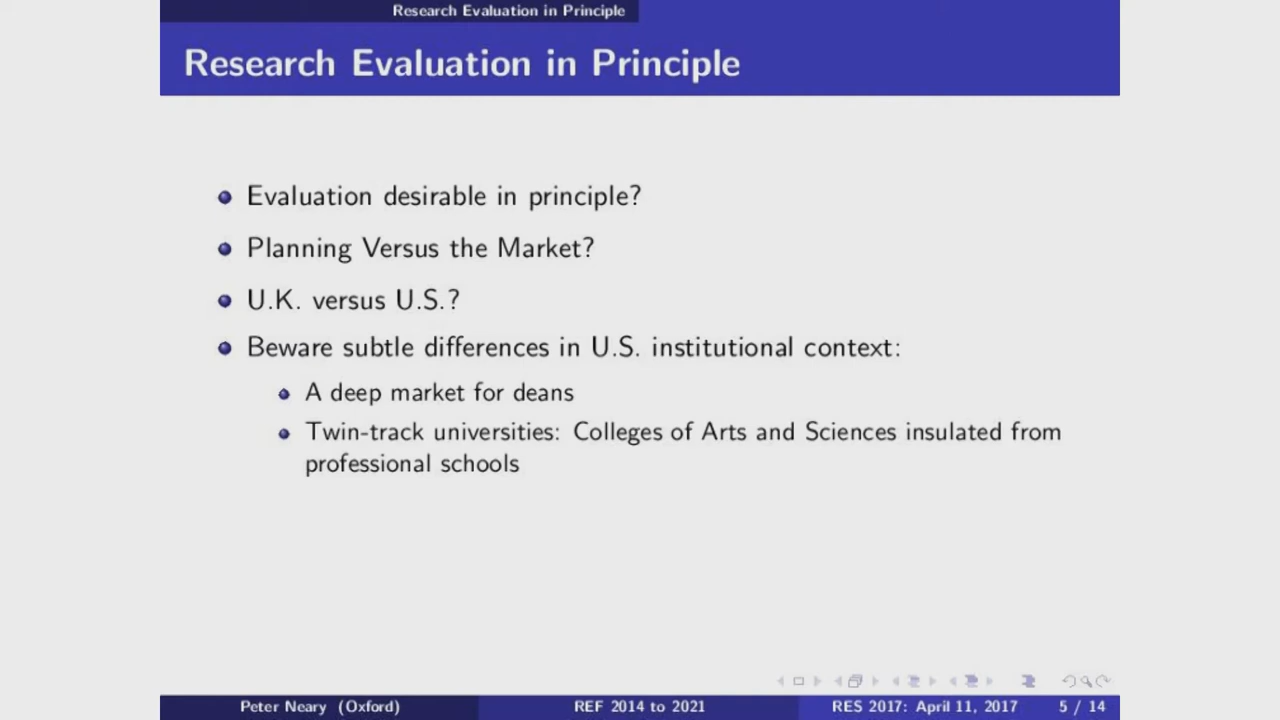 Research Evaluation in Principle
Research Evaluation in Principle
Evaluation desirable in principle?
Planning Versus the Market?
U.K. versus U.S.?
Beware subtle differences in U.S. institutional context:
A deep market for deans
Twin-track universities: Colleges of Arts and Sciences insulated from
professional schools
Peter Neary (Oxford) REF 2014 to 2021 RES 2017: April 11, 2017 5 / 14